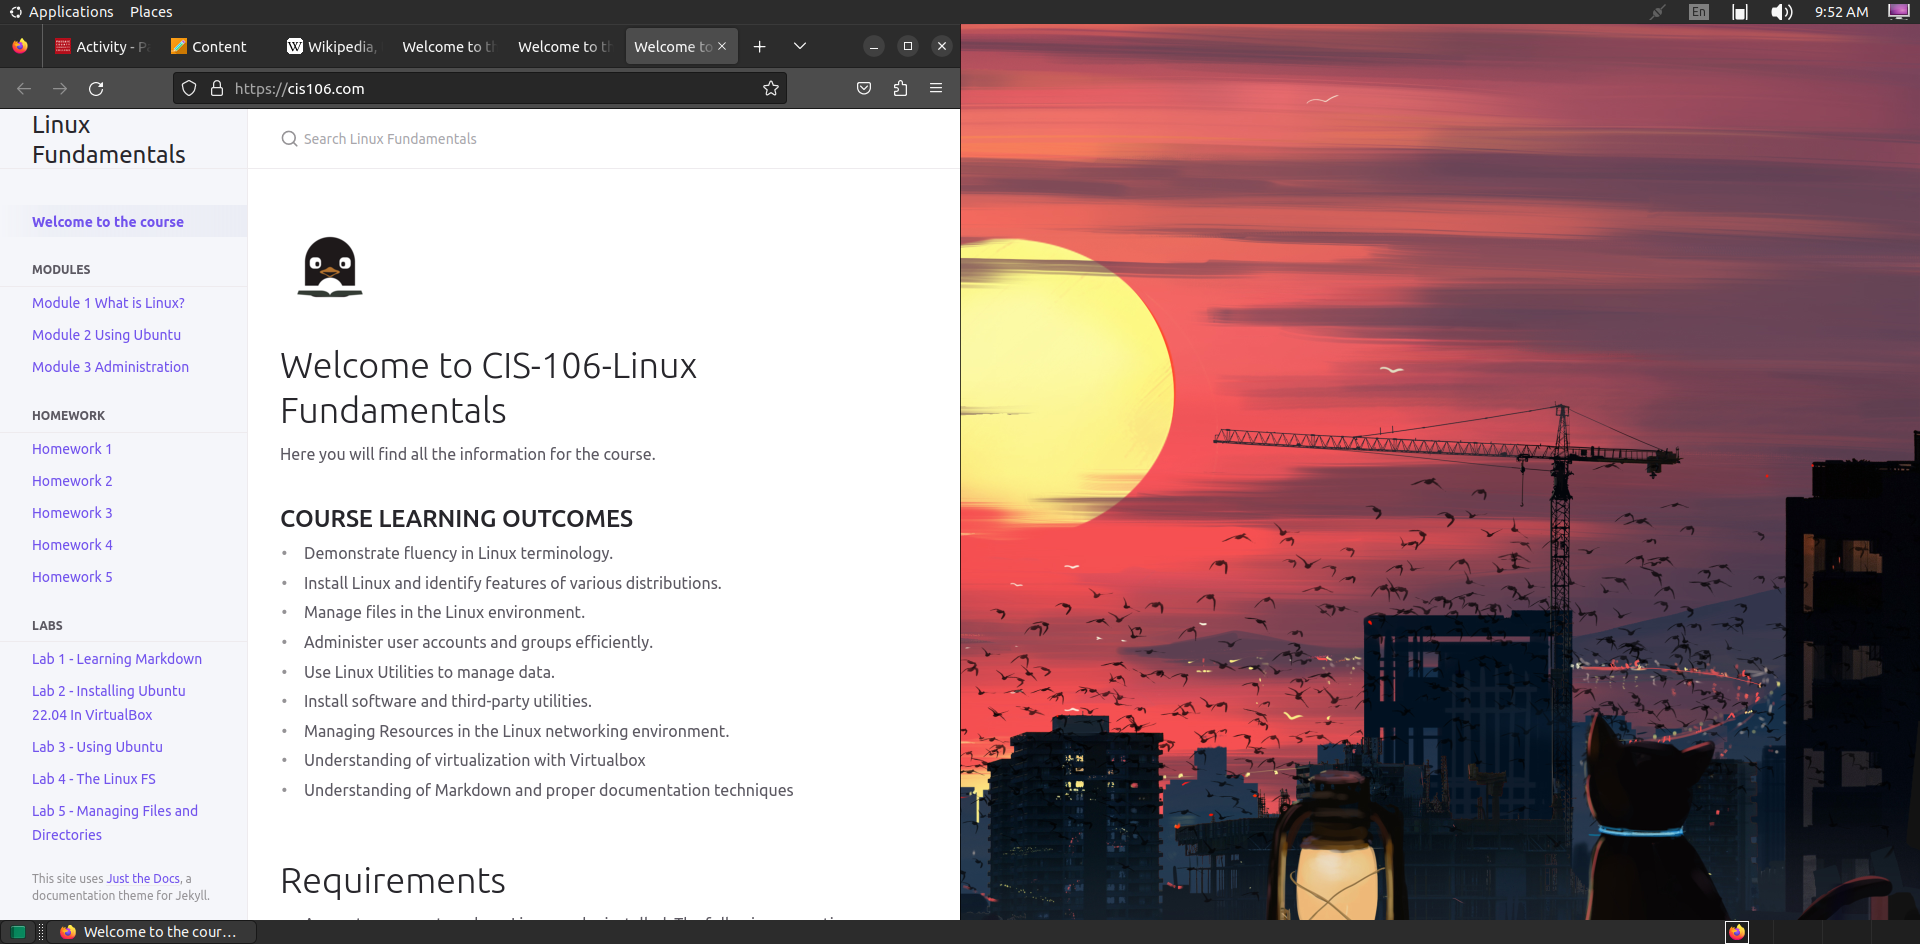 Applications Places
En
9:52 AM
Activity - P
Content
Wikipedia,
Welcome to th
Welcome to th
Welcome to
https://cis106.com
Linux
Fundamentals
Search Linux Fundamentals
Welcome to the course
MODULES
Module 1 What is Linux?
Module 2 Using Ubuntu
Module 3 Administration
HOMEWORK
Homework 1
Homework 2
Homework 3
Homework 4
Homework 5
LABS
Lab 1 - Learning Markdown
Lab 2 - Installing Ubuntu
22.04 In VirtualBox
Lab 3 - Using Ubuntu
Lab 4 - The Linux FS
Lab 5 - Managing Files and
Directories
This site uses Just the Docs, a
documentation theme for Jekyll.
Welcome to CIS-106-Linux
Fundamentals
Here you will find all the information for the course.
COURSE LEARNING OUTCOMES
• Demonstrate fluency in Linux terminology.
• Install Linux and identify features of various distributions.
• Manage files in the Linux environment.
• Administer user accounts and groups efficiently.
• Use Linux Utilities to manage data.
• Install software and third-party utilities.
• Managing Resources in the Linux networking environment.
• Understanding of virtualization with Virtualbox
• Understanding of Markdown and proper documentation techniques
Requirements
Welcome to the cour...